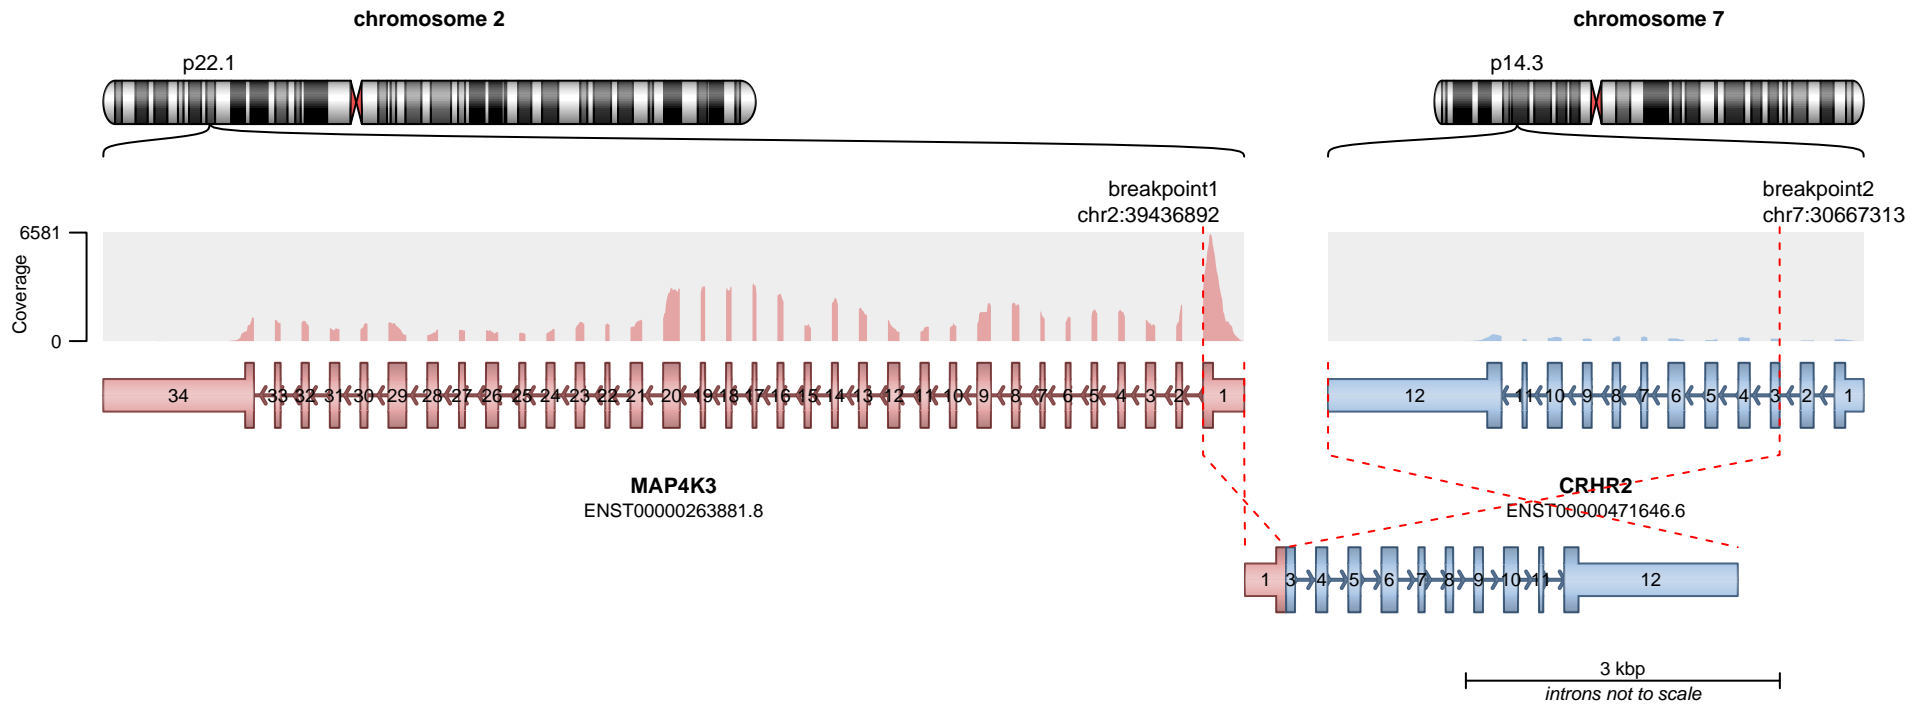 chromosome 2
chromosome 7
p22.1
p14.3
breakpoint1
chr2:39436892
breakpoint2
chr7:30667313
6581
Coverage
0
34 33 32 31 30 29 28 27 26 25 24 23 22 21 20 19 18 17 16 15 14 13 12 11 10 9 8 7 6 5 4 3 2 1
12 11 10 9 8 7 6 5 4 3 2 1
MAP4K3
ENST00000263881.8
CRHR2
ENST00000471646.6
1 3 4 5 6 7 8 9 10 11 12
3 kbp
introns not to scale